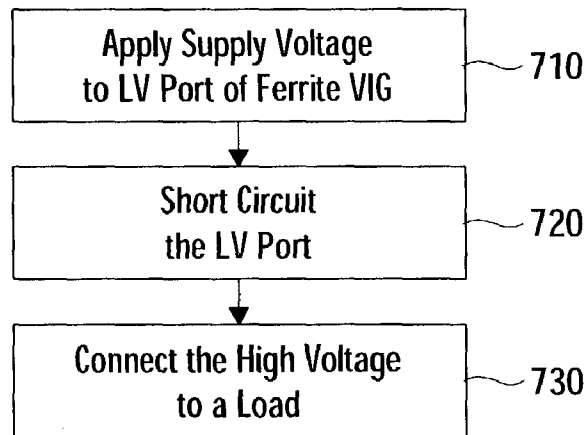 Apply Supply Voltage
to LV Port of Ferrite VIG
710
Short Circuit
the LV Port
720
Connect the High Voltage
to a Load
730